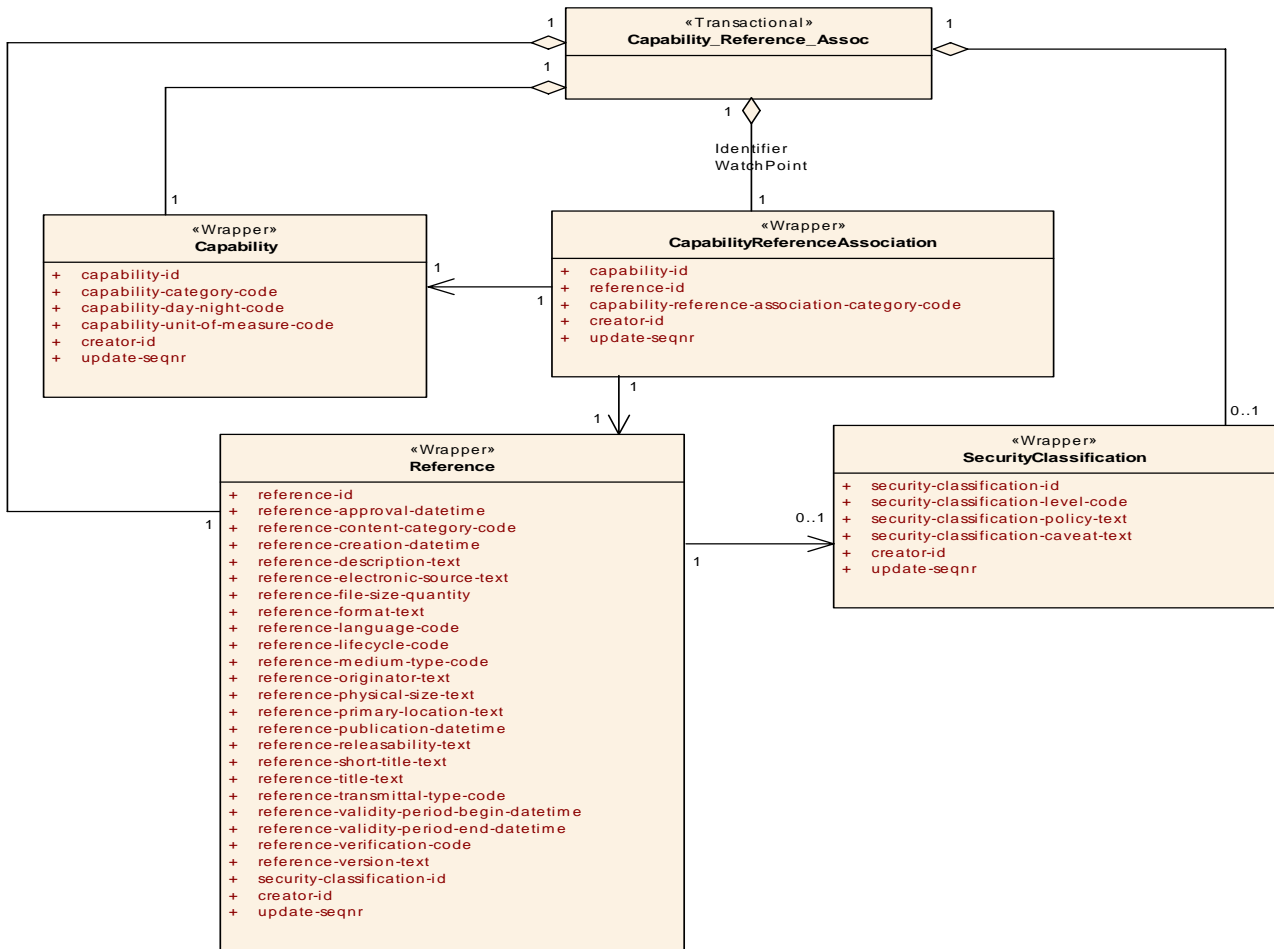 1
«Transactional»
Capability_Reference_Assoc
1
1
1
Identifier
WatchPoint
1
1
«Wrapper»
Capability
+ capability-id
+ capability-category-code
+ capability-day-night-code
+ capability-unit-of-measure-code
+ creator-id
+ update-seqnr
«Wrapper»
CapabilityReferenceAssociation
+ capability-id
+ reference-id
+ capability-reference-association-category-code
+ creator-id
+ update-seqnr
1
1
1
1
0..1
«Wrapper»
Reference
+ reference-id
+ reference-approval-datetime
+ reference-content-category-code
+ reference-creation-datetime
+ reference-description-text
+ reference-electronic-source-text
+ reference-file-size-quantity
+ reference-format-text
+ reference-language-code
+ reference-lifecycle-code
+ reference-medium-type-code
+ reference-originator-text
+ reference-physical-size-text
+ reference-primary-location-text
+ reference-publication-datetime
+ reference-releasability-text
+ reference-short-title-text
+ reference-title-text
+ reference-transmittal-type-code
+ reference-validity-period-begin-datetime
+ reference-validity-period-end-datetime
+ reference-verification-code
+ reference-version-text
+ security-classification-id
+ creator-id
+ update-seqnr
1
0..1
1
«Wrapper»
SecurityClassification
+ security-classification-id
+ security-classification-level-code
+ security-classification-policy-text
+ security-classification-caveat-text
+ creator-id
+ update-seqnr